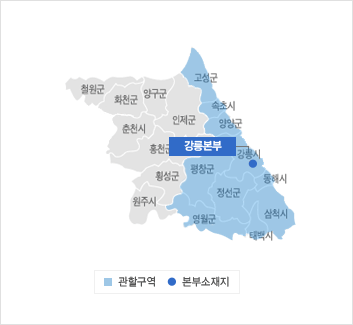 고성군
철원군
화천군
양구군
속초시
인제군
양양군
춘천시
홍천군
강릉본부
강릉시
평창군
횡성군
동해시
정선군
원주시
삼척시
영월군
태백시
관할구역
본부소재지